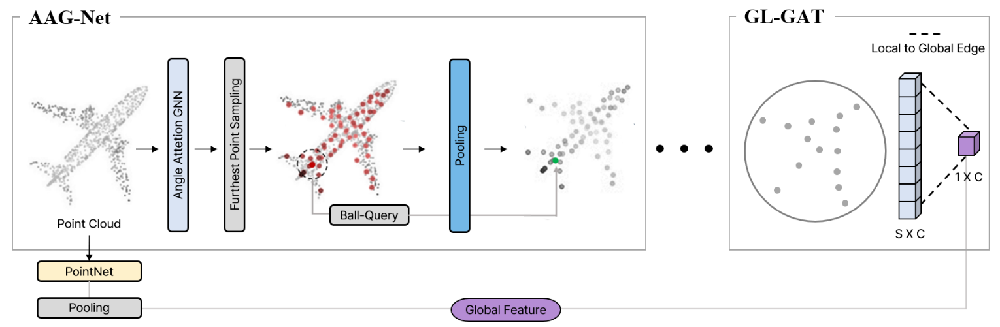 AAG-Net
GL-GAT
Local to Global Edge
Angle Attetion GNN
Furthest Point Sampling
Pooling
Ball-Query
Point Cloud
1 X C
S X C
PointNet
Pooling
Global Feature